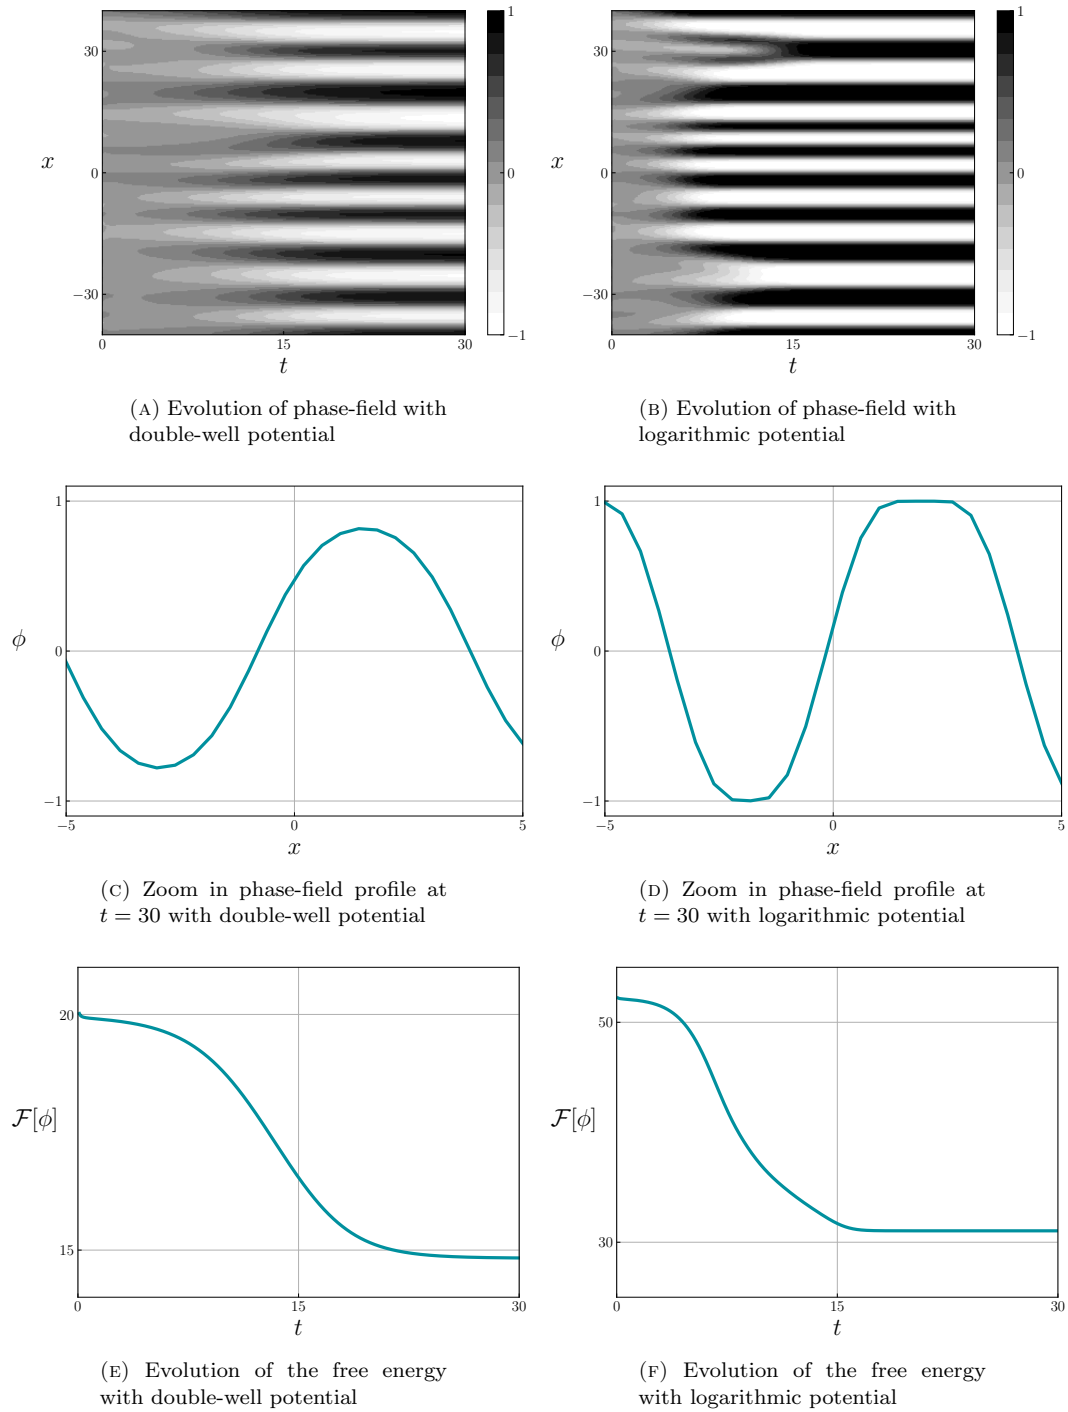 1
1
30
30
x
0
0
x
0
0
−30
−30
−1
−1
0
15
30
0
15
30
t
t
(A) Evolution of phase-field with
double-well potential
(B) Evolution of phase-field with
logarithmic potential
1
1
ϕ
0
ϕ
0
−1
−1
−5
0
5
−5
0
5
x
x
(C) Zoom in phase-field profile at
t = 30 with double-well potential
(D) Zoom in phase-field profile at
t = 30 with logarithmic potential
20
50
F[ϕ]
F[ϕ]
15
30
0
15
30
0
15
30
t
t
(E) Evolution of the free energy
with double-well potential
(F) Evolution of the free energy
with logarithmic potential